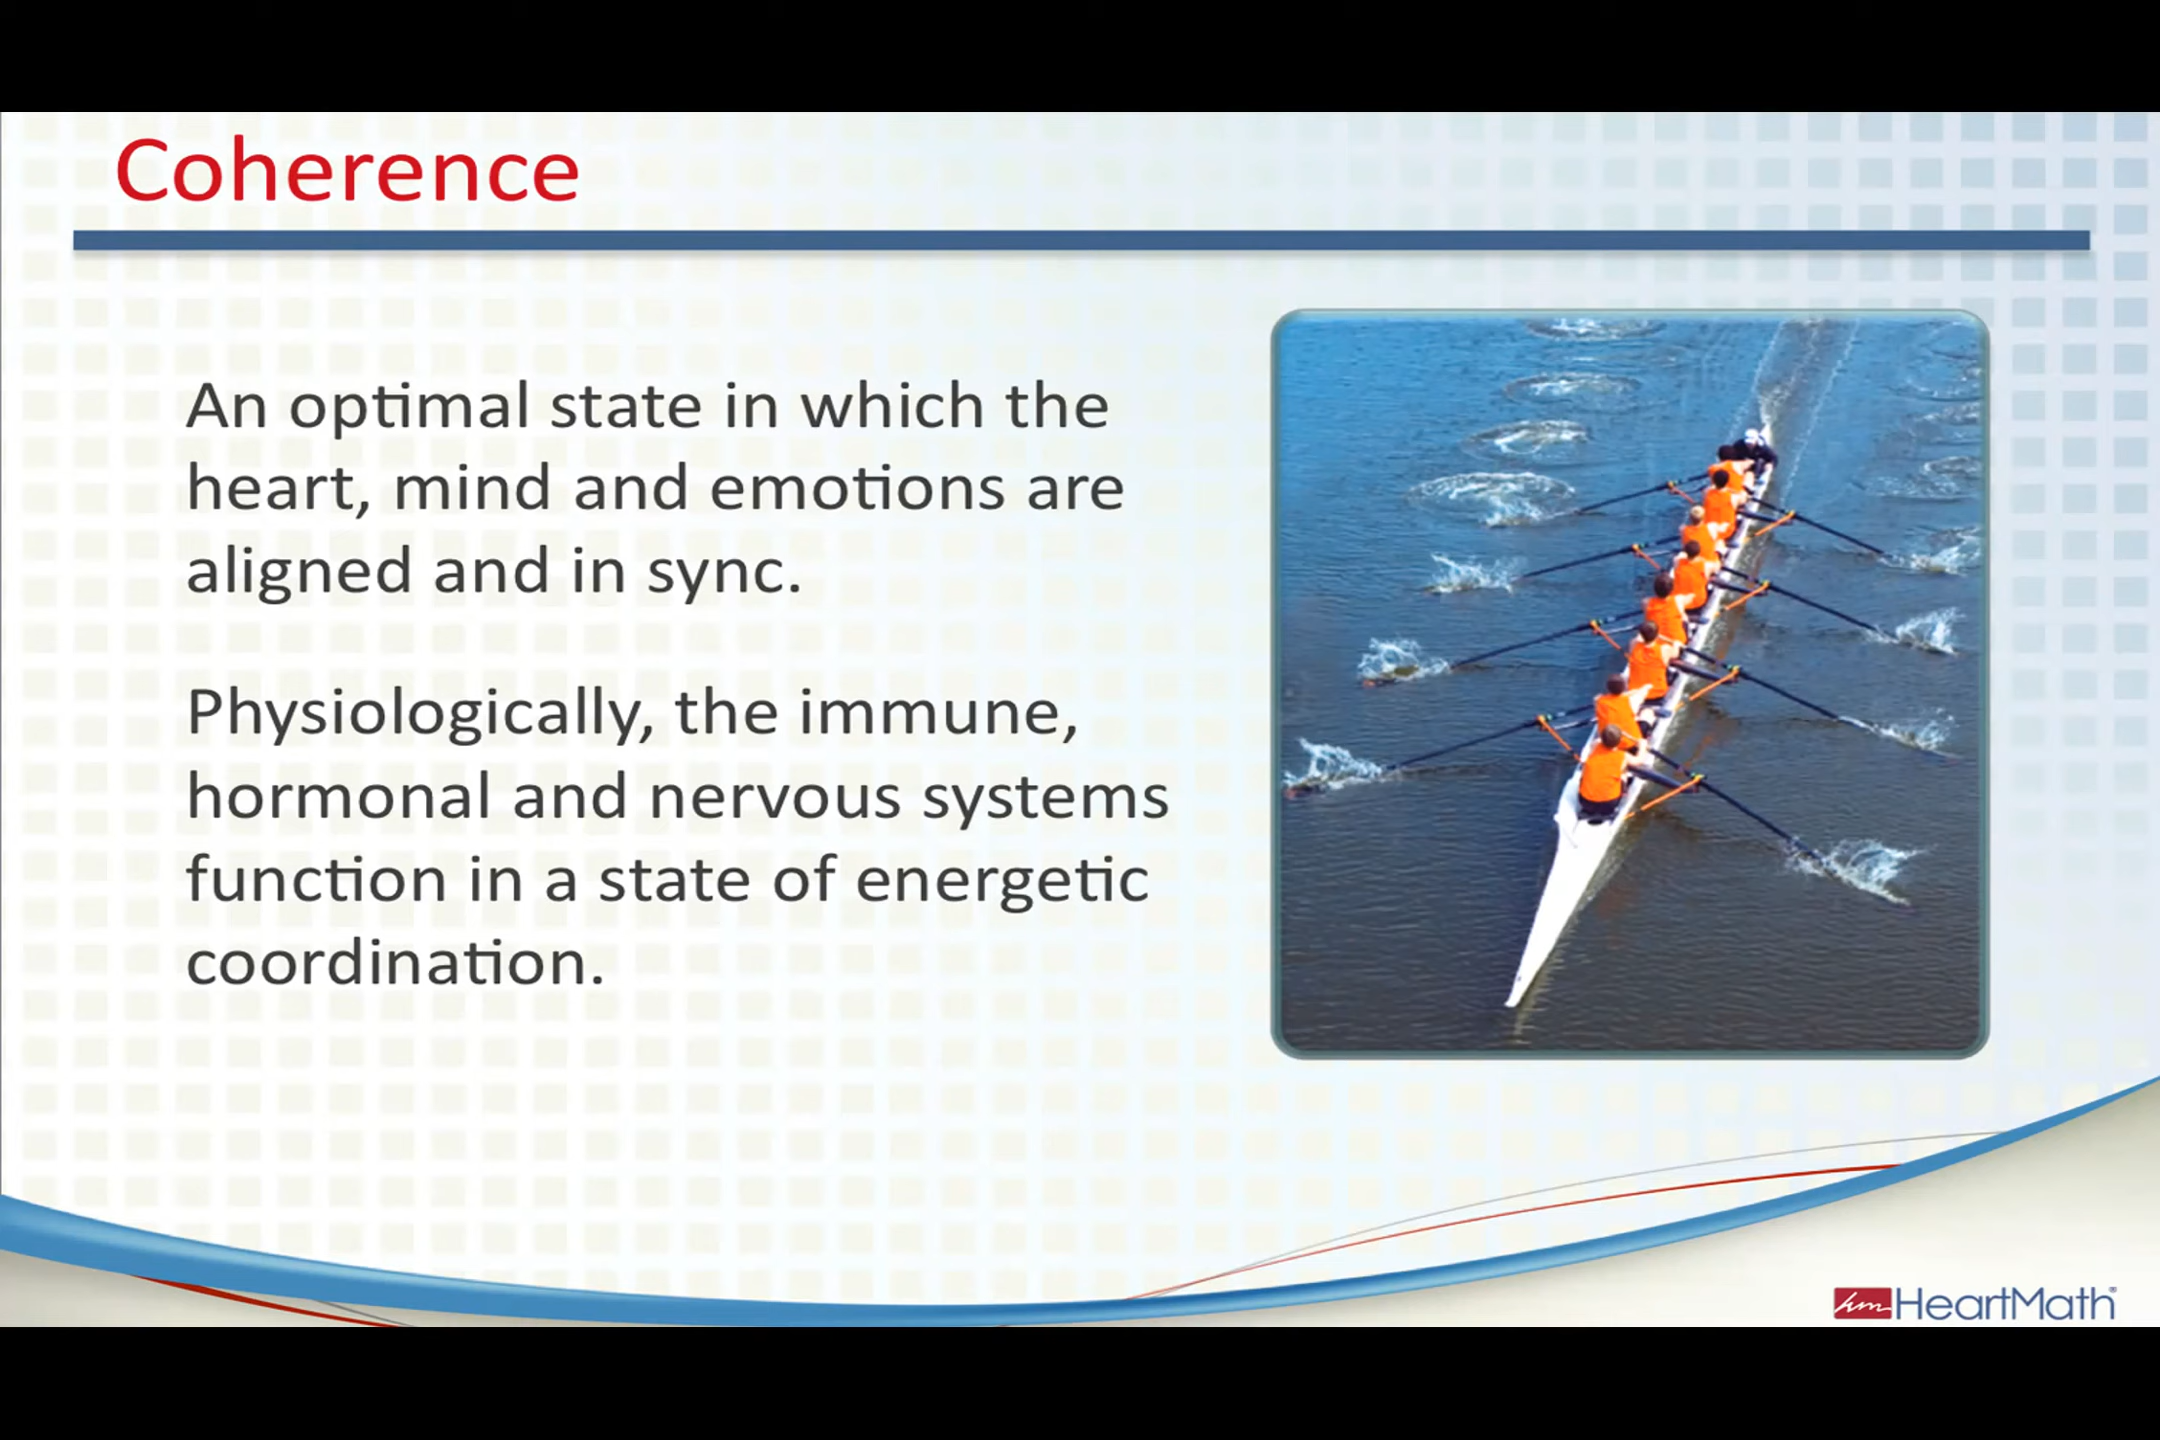 Coherence
An optimal state in which the
heart, mind and emotions are
aligned and in sync.
Physiologically, the immune,
hormonal and nervous systems
function in a state of energetic
coordination.
hm HeartMath®